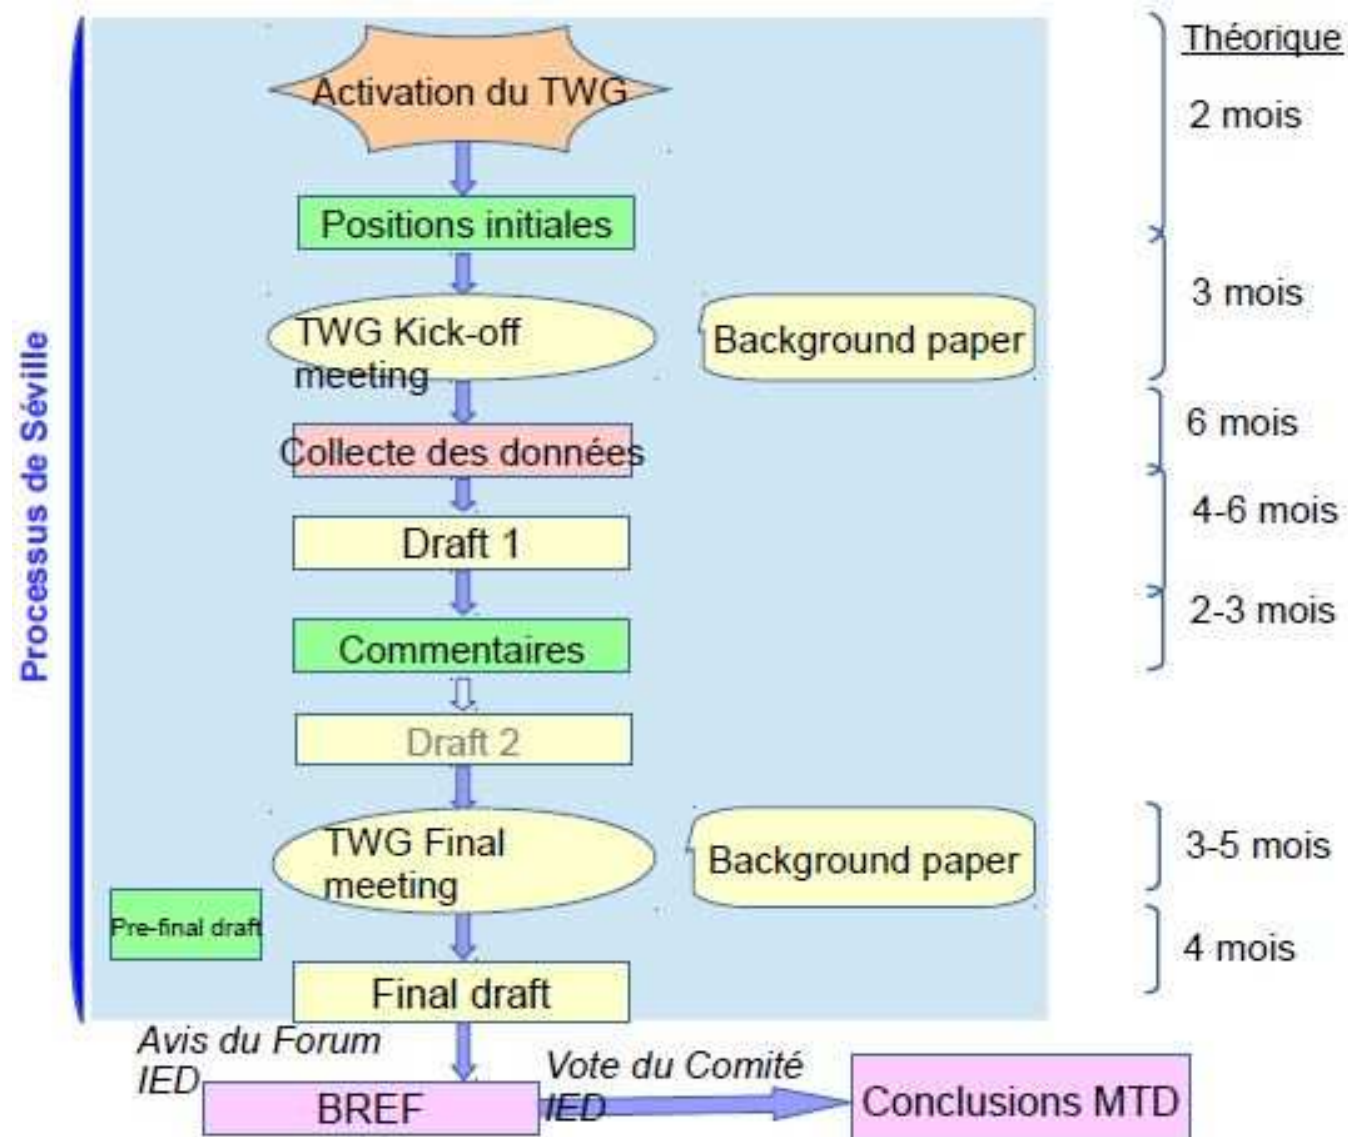 Théorique
Activation du TWG
2 mois
Positions initiales
3 mois
TWG Kick-off
meeting
Background paper
Collecte des données
6 mois
Draft 1
4-6 mois
Commentaires
2-3 mois
Draft 2
TWG Final
meeting
Background paper
3-5 mois
Pre-final draft
4 mois
Final draft
Processus de Séville
Avis du Forum
IED
Vote du Comité
IED
BREF
Conclusions MTD